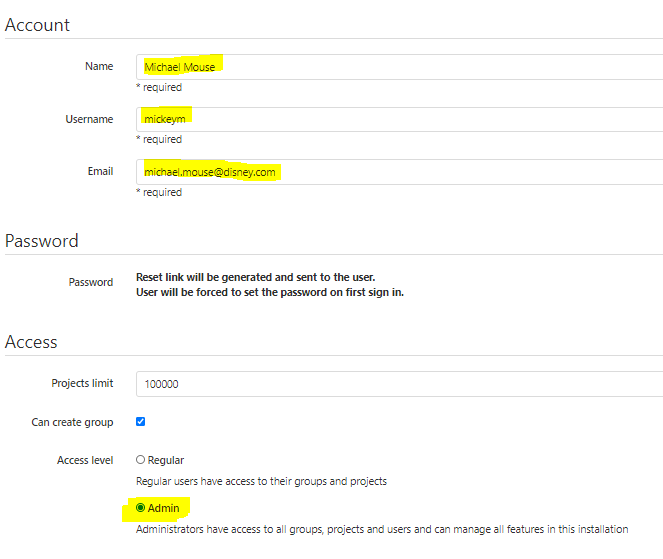 Account
Name
Michael Mouse
* required
Username
mickeym
* required
Email
michael.mouse@disney.com
* required
Password
Password
Reset link will be generated and sent to the user.
User will be forced to set the password on first sign in.
Access
Projects limit
100000
Can create group
Access level
Regular
Regular users have access to their groups and projects
Admin
Administrators have access to all groups, projects and users and can manage all features in this installation